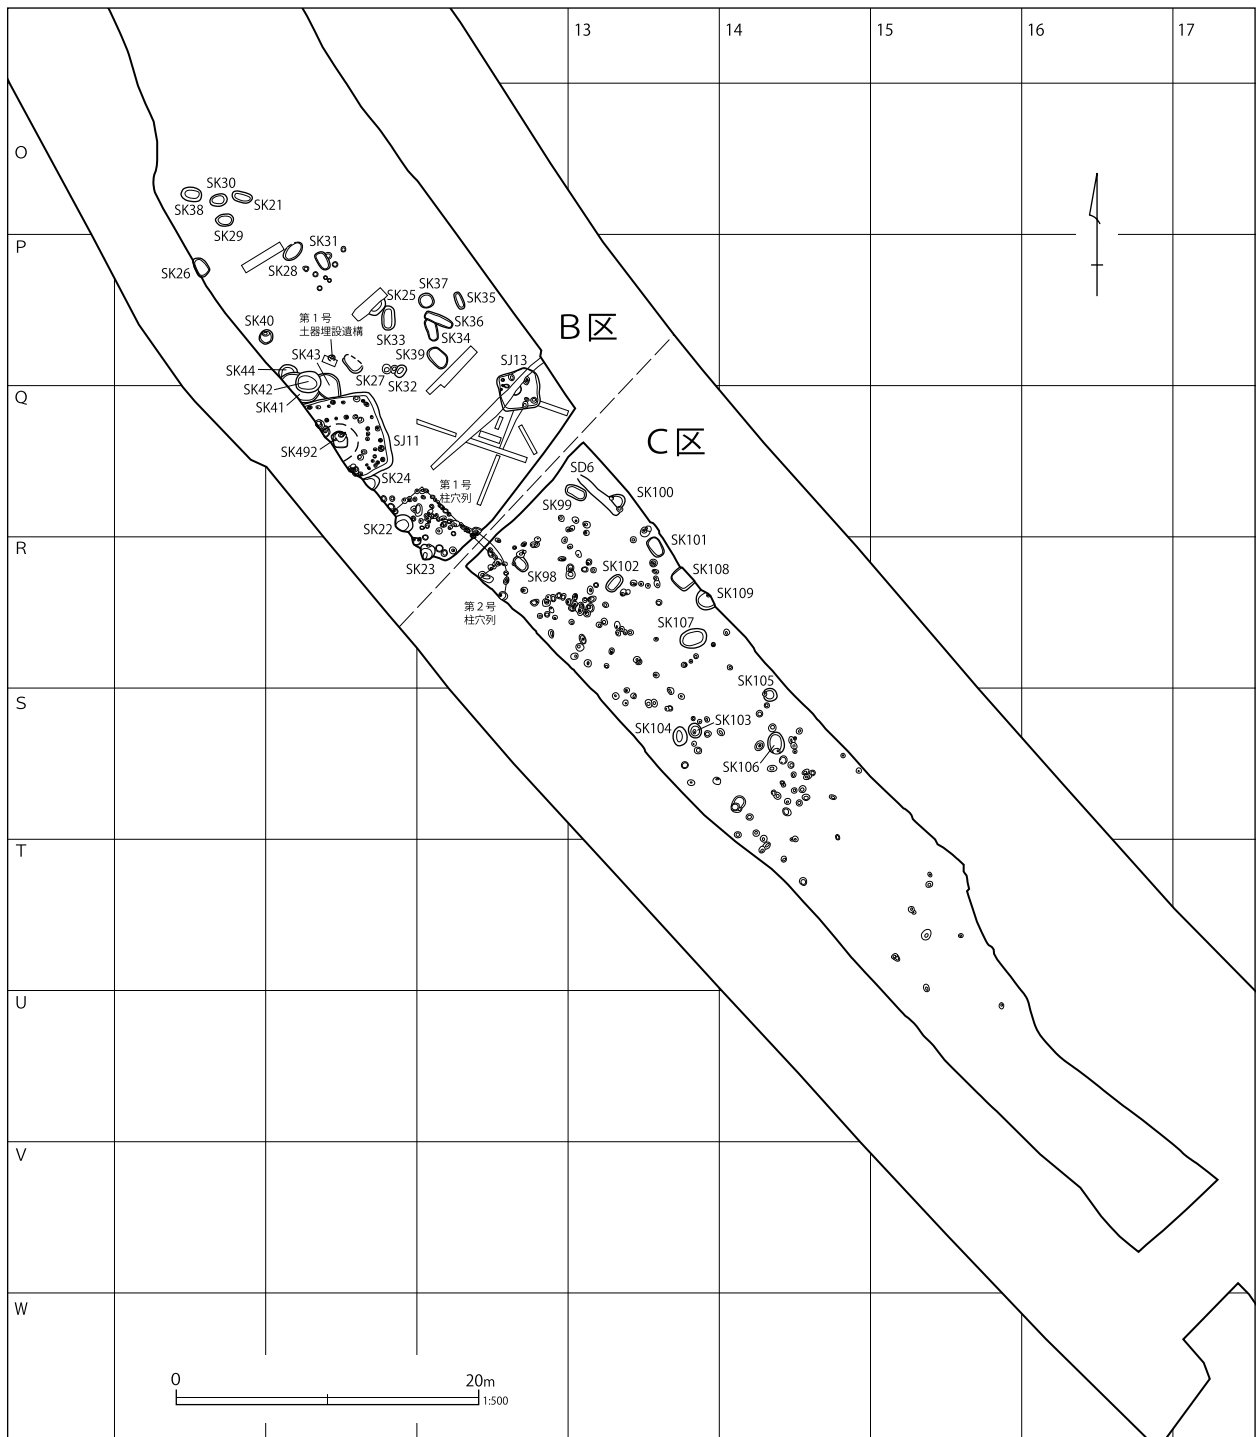 13
14
15
16
17
O
SK30
SK38
SK21
SK29
P
SK31
SK26
SK28
SK25
SK37
SK35
SK40
第1号
土器埋設遺構
SK36
B区
SK33
SK34
SK43
SK39
SJ13
SK44
SK27
SK32
SK42
Q
SK41
SJ11
C区
SK492
SK24
SD6
第1号
柱穴列
SK99
SK100
SK22
R
SK101
SK23
SK98
SK102
SK108
SK109
第2号
柱穴列
SK107
SK105
S
SK104
SK103
SK106
T
U
V
W
0
20m
1:500